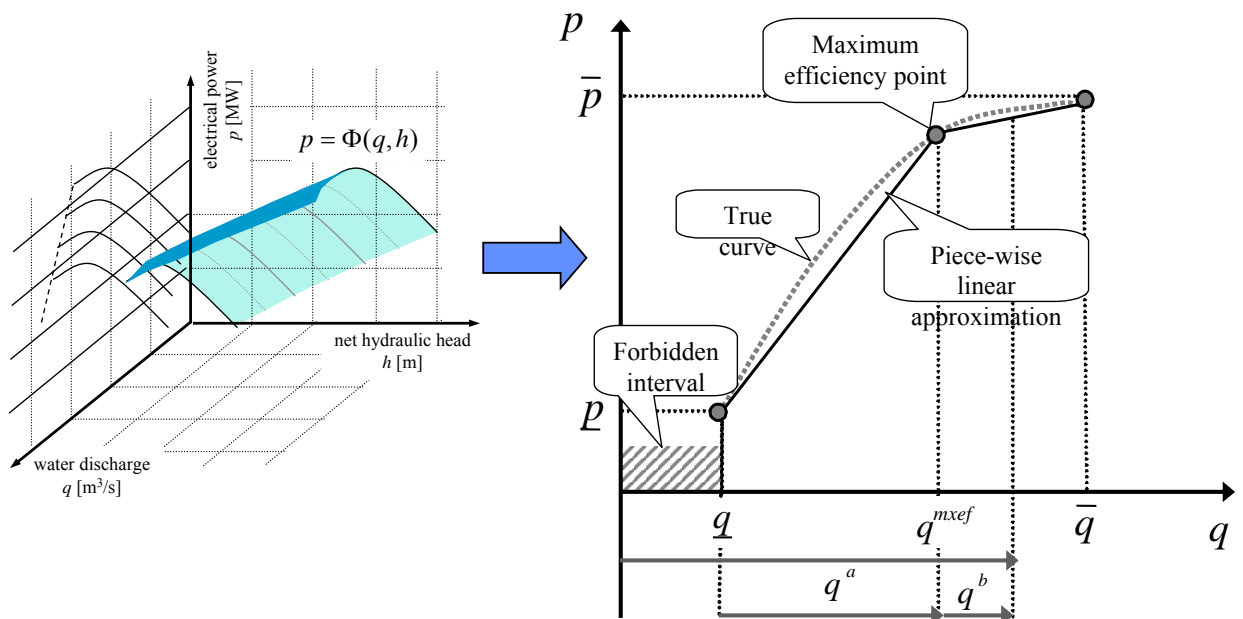 electrical power
p [MW]
p = Φ(q, h)
net hydraulic head
h [m]
water discharge
q [m³/s]
p
p̅
Maximum
efficiency point
True
curve
Piece-wise
linear
approximation
Forbidden
interval
p̲
q̲
q^{mxef}
q̅
q
q^a
q^b